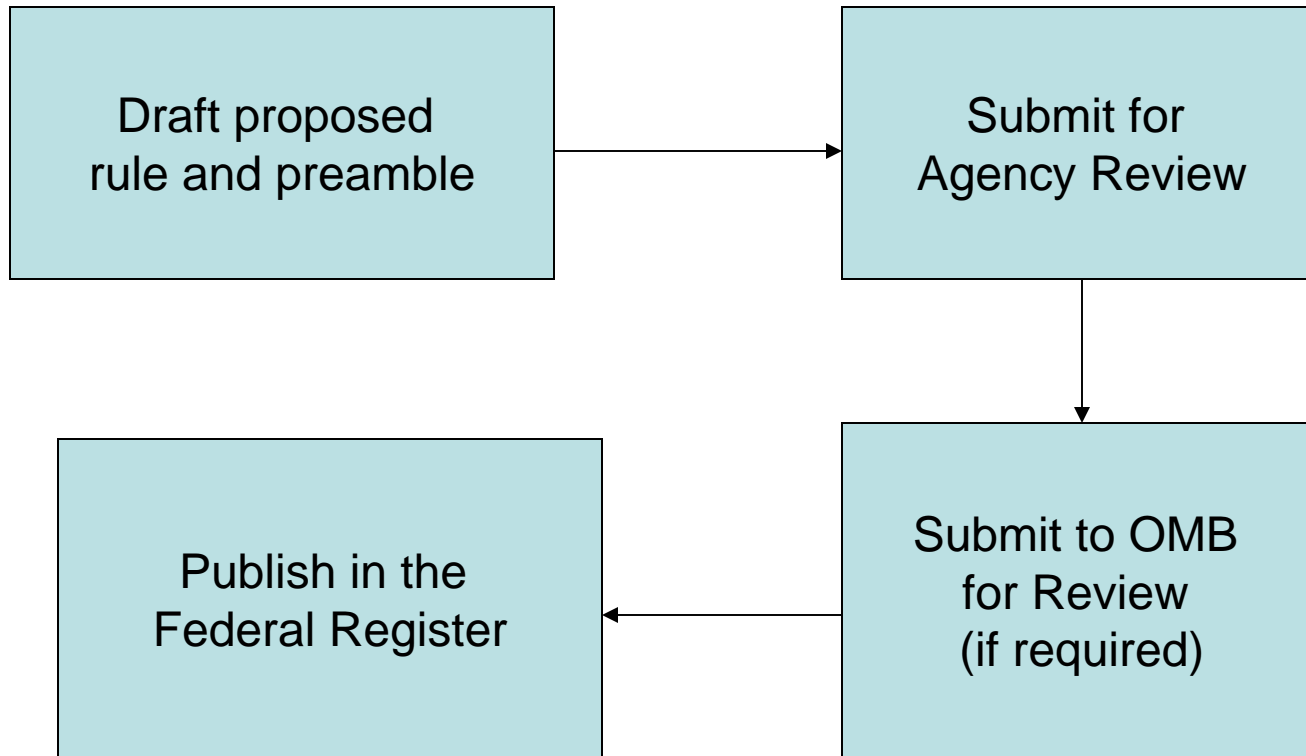 Draft proposed
rule and preamble
Submit for
Agency Review
Submit to OMB
for Review
(if required)
Publish in the
Federal Register